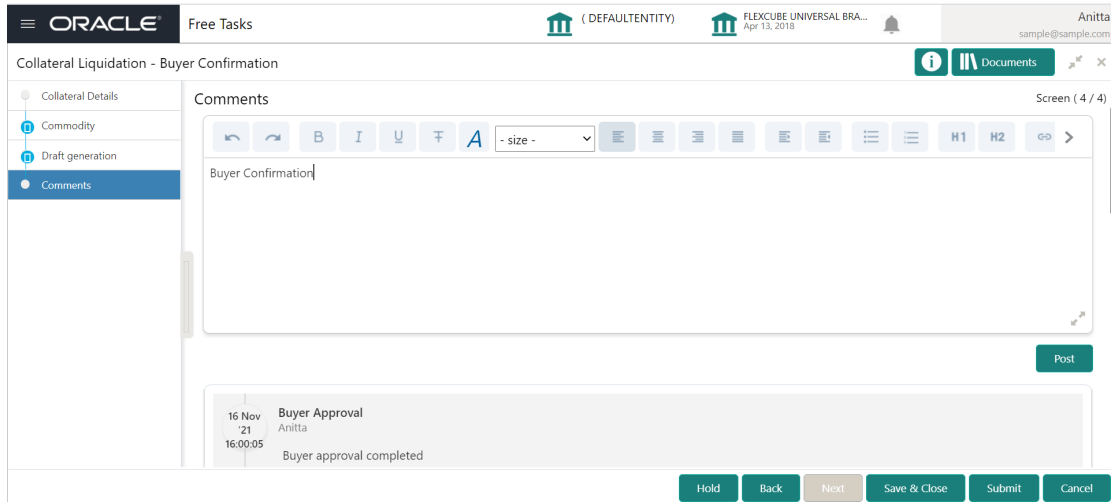 ORACLE®
Free Tasks
( DEFAULTENTITY)
FLEXCUBE UNIVERSAL BRA...
Apr 13, 2018
Anitta
sample@sample.com
Collateral Liquidation - Buyer Confirmation
i
Documents
Collateral Details
Commodity
Draft generation
Comments
Comments
Screen ( 4 / 4)
B I U T A - size - H1 H2
Buyer Confirmation
Post
16 Nov
'21
16:00:05
Buyer Approval
Anitta
Buyer approval completed
Hold Back Next Save & Close Submit Cancel